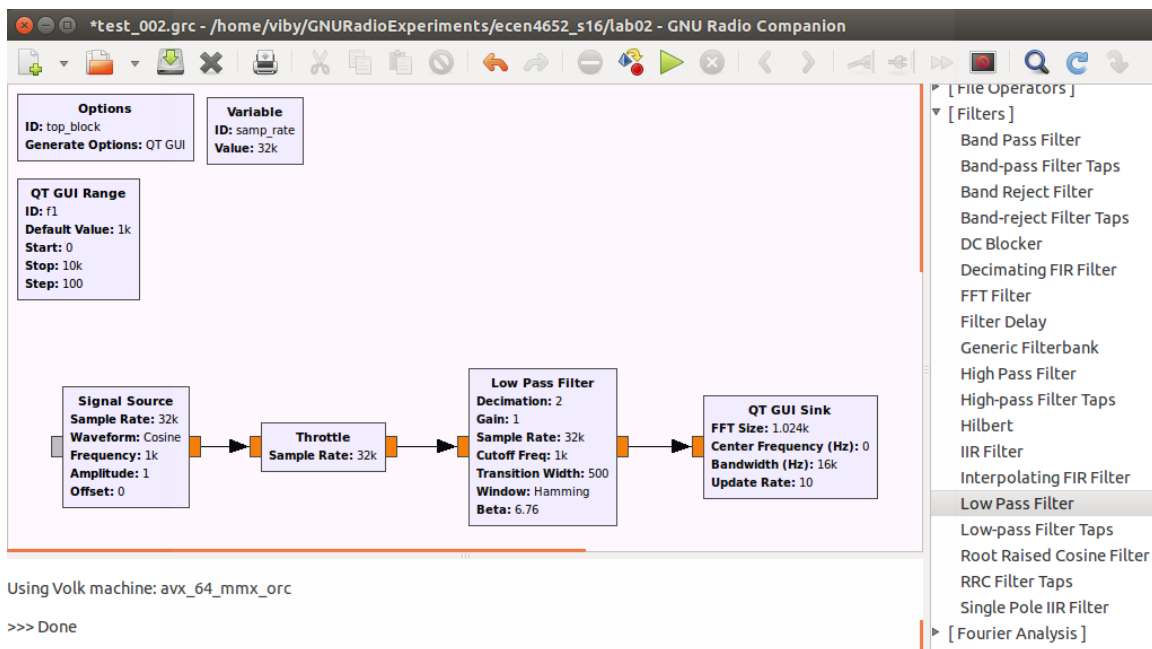 *test_002.grc - /home/viby/GNURadioExperiments/ecen4652_s16/lab02 - GNU Radio Companion
Options
ID: top_block
Generate Options: QT GUI
Variable
ID: samp_rate
Value: 32k
QT GUI Range
ID: f1
Default Value: 1k
Start: 0
Stop: 10k
Step: 100
Signal Source
Sample Rate: 32k
Waveform: Cosine
Frequency: 1k
Amplitude: 1
Offset: 0
Throttle
Sample Rate: 32k
Low Pass Filter
Decimation: 2
Gain: 1
Sample Rate: 32k
Cutoff Freq: 1k
Transition Width: 500
Window: Hamming
Beta: 6.76
QT GUI Sink
FFT Size: 1.024k
Center Frequency (Hz): 0
Bandwidth (Hz): 16k
Update Rate: 10
Using Volk machine: avx_64_mmx_orc
>>> Done
[ File Operators ]
[ Filters ]
Band Pass Filter
Band-pass Filter Taps
Band Reject Filter
Band-reject Filter Taps
DC Blocker
Decimating FIR Filter
FFT Filter
Filter Delay
Generic Filterbank
High Pass Filter
High-pass Filter Taps
Hilbert
IIR Filter
Interpolating FIR Filter
Low Pass Filter
Low-pass Filter Taps
Root Raised Cosine Filter
RRC Filter Taps
Single Pole IIR Filter
[ Fourier Analysis ]